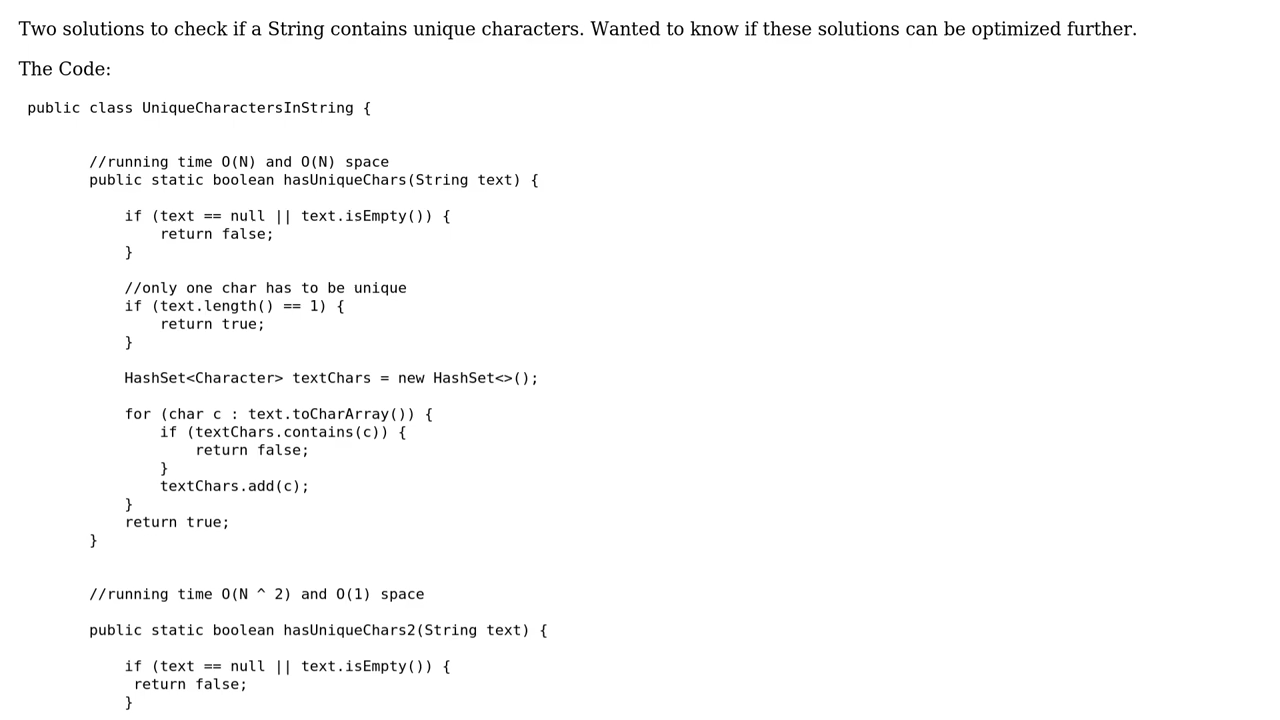 Two solutions to check if a String contains unique characters. Wanted to know if these solutions can be optimized further.
The Code:
public class UniqueCharactersInString {
//running time O(N) and O(N) space
public static boolean hasUniqueChars(String text) {
if (text == null || text.isEmpty()) {
return false;
}
//only one char has to be unique
if (text.length() == 1) {
return true;
}
HashSet<Character> textChars = new HashSet<>();
for (char c : text.toCharArray()) {
if (textChars.contains(c)) {
return false;
}
textChars.add(c);
}
return true;
}
//running time O(N ^ 2) and O(1) space
public static boolean hasUniqueChars2(String text) {
if (text == null || text.isEmpty()) {
return false;
}